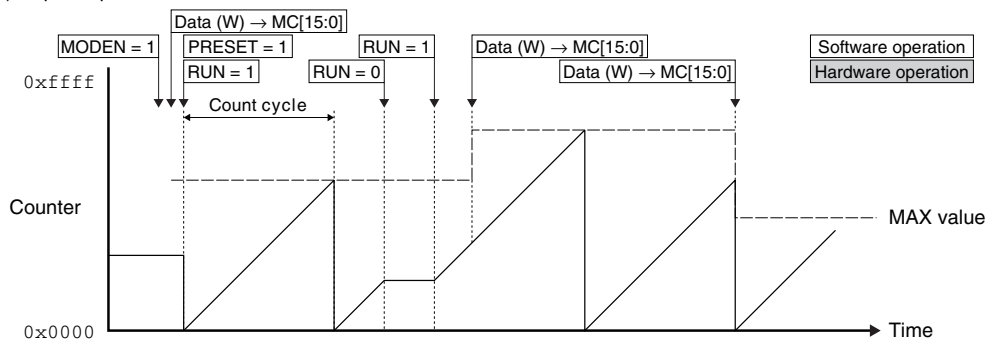 Data (W) → MC[15:0]
MODEN = 1
PRESET = 1
RUN = 1
Data (W) → MC[15:0]
Software operation
RUN = 1
RUN = 0
Data (W) → MC[15:0]
Hardware operation
0xffff
Count cycle
Counter
MAX value
0x0000
Time